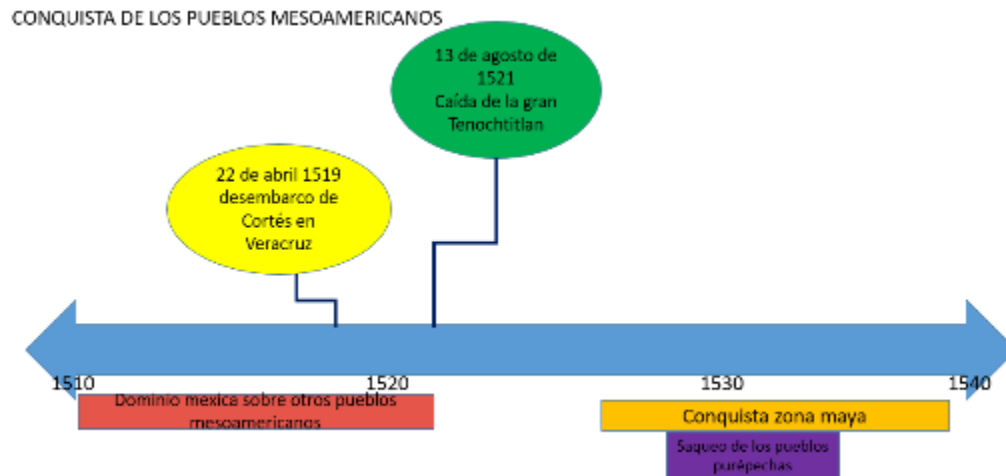 CONQUISTA DE LOS PUEBLOS MESOAMERICANOS
13 de agosto de
1521
Caída de la gran
Tenochtitlan
22 de abril 1519
desembarco de
Cortés en
Veracruz
1510
1520
1530
1540
Dominio mexica sobre otros pueblos
mesoamericanos
Conquista zona maya
Saqueo de los pueblos
purépechas